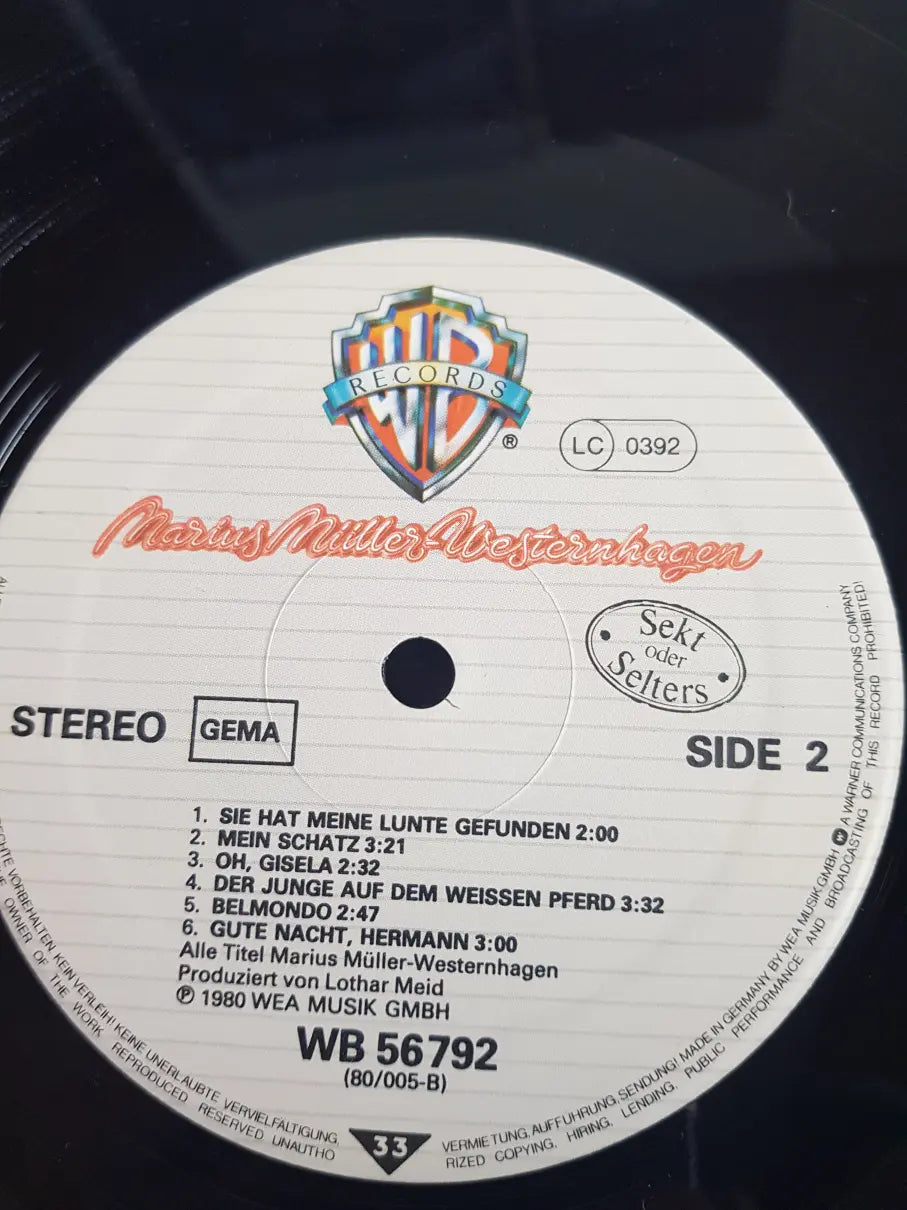 WB
RECORDS
®
LC 0392
Marius Müller-Westernhagen
Sekt
oder
Selters
STEREO GEMA
SIDE 2
1. SIE HAT MEINE LUNTE GEFUNDEN 2:00
2. MEIN SCHATZ 3:21
3. OH, GISELA 2:32
4. DER JUNGE AUF DEM WEISSEN PFERD 3:32
5. BELMONDO 2:47
6. GUTE NACHT, HERMANN 3:00
Alle Titel Marius Müller-Westernhagen
Produziert von Lothar Meid
℗ 1980 WEA MUSIK GMBH
WB 56 792
(80/005-B)
33
VORBEHALTEN KEIN VERLEIH! KEINE UNERLAUBTE VERVIELFÄLTIGUNG,
OWNER OF THE WORK REPRODUCED RESERVED UNAUTHO
VERMIETUNG, AUFFÜHRUNG, SENDUNG! MADE IN GERMANY BY WEA MUSIK GMBH A WARNER COMMUNICATIONS COMPANY
RIZED COPYING, HIRING, LENDING, PUBLIC PERFORMANCE AND BROADCASTING OF THIS RECORD PROHIBITED!